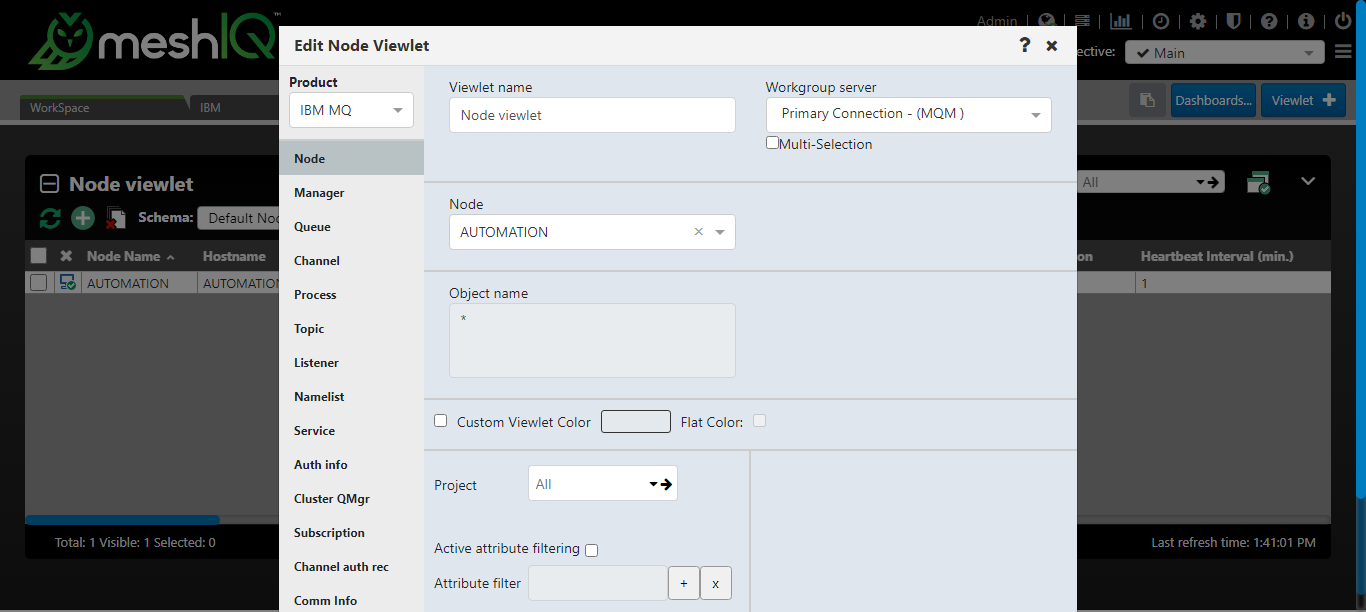 meshIQ™
Admin
ective:
Main
WorkSpace
IBM
Dashboards...
Viewlet
Node viewlet
Schema:
Default Nod
All
Node Name
Hostname
on
Heartbeat Interval (min.)
AUTOMATION
AUTOMATION
1
Total: 1 Visible: 1 Selected: 0
Last refresh time: 1:41:01 PM
Edit Node Viewlet
? ×
Product
IBM MQ
Node
Manager
Queue
Channel
Process
Topic
Listener
Namelist
Service
Auth info
Cluster QMgr
Subscription
Channel auth rec
Comm Info
Viewlet name
Node viewlet
Workgroup server
Primary Connection - (MQM )
Multi-Selection
Node
AUTOMATION ×
Object name
*
Custom Viewlet Color
Flat Color:
Project
All
Active attribute filtering
Attribute filter
+ x